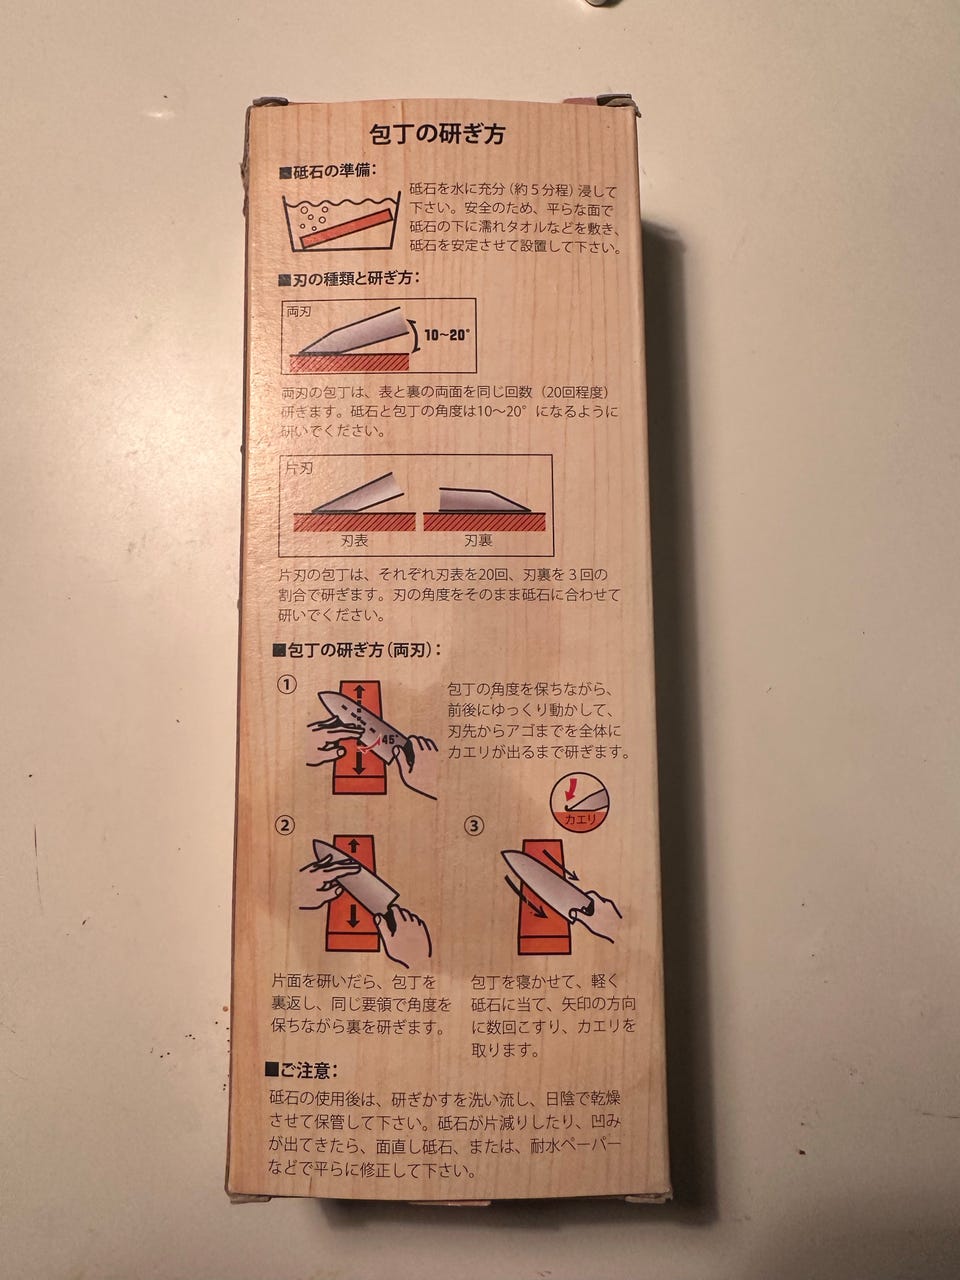 包丁の研ぎ方
■砥石の準備:
砥石を水に充分(約5分程)浸して
下さい。安全のため、平らな面で
砥石の下に濡れタオルなどを敷き、
砥石を安定させて設置して下さい。
■刃の種類と研ぎ方:
両刃
10〜20°
両刃の包丁は、表と裏の両面を同じ回数(20回程度)
研ぎます。砥石と包丁の角度は10〜20°になるように
研いでください。
片刃
刃表
刃裏
片刃の包丁は、それぞれ刃表を20回、刃裏を3回の
割合で研ぎます。刃の角度をそのまま砥石に合わせて
研いでください。
■包丁の研ぎ方(両刃):
①
45°
包丁の角度を保ちながら、
前後にゆっくり動かして、
刃先からアゴまでを全体に
カエリが出るまで研ぎます。
カエリ
②
片面を研いだら、包丁を
裏返し、同じ要領で角度を
保ちながら裏を研ぎます。
③
包丁を寝かせて、軽く
砥石に当て、矢印の方向
に数回こすり、カエリを
取ります。
■ご注意:
砥石の使用後は、研ぎかすを洗い流し、日陰で乾燥
させて保管して下さい。砥石が片減りしたり、凹み
が出てきたら、面直し砥石、または、耐水ペーパー
などで平らに修正して下さい。